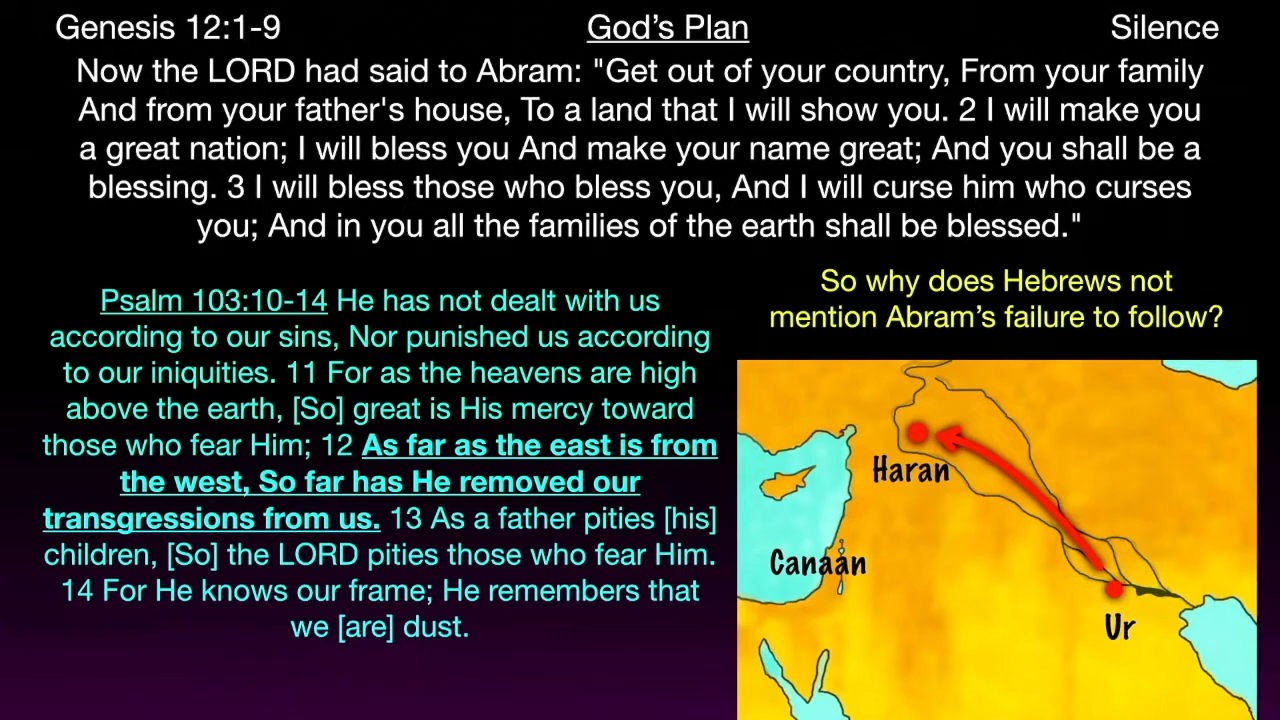 Genesis 12:1-9 God’s Plan Silence
Now the LORD had said to Abram: "Get out of your country, From your family
And from your father's house, To a land that I will show you. 2 I will make you
a great nation; I will bless you And make your name great; And you shall be a
blessing. 3 I will bless those who bless you, And I will curse him who curses
you; And in you all the families of the earth shall be blessed."
Psalm 103:10-14 He has not dealt with us
according to our sins, Nor punished us according
to our iniquities. 11 For as the heavens are high
above the earth, [So] great is His mercy toward
those who fear Him; 12 As far as the east is from
the west, So far has He removed our
transgressions from us. 13 As a father pities [his]
children, [So] the LORD pities those who fear Him.
14 For He knows our frame; He remembers that
we [are] dust.
So why does Hebrews not
mention Abram’s failure to follow?
Haran
Canaan
Ur